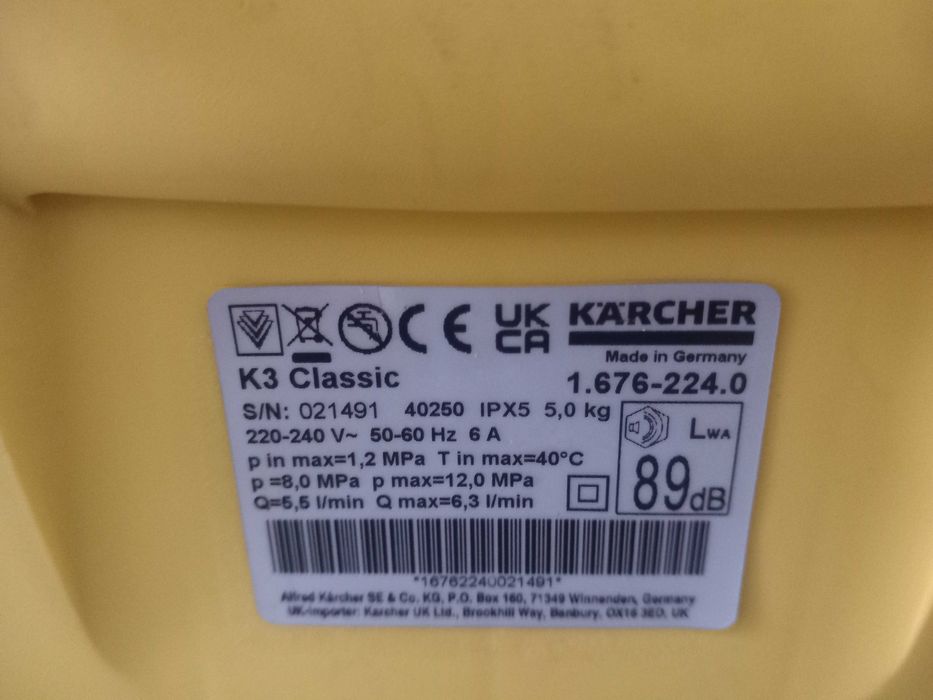 UK
CA
KÄRCHER
Made in Germany
K3 Classic 1.676-224.0
S/N: 021491 40250 IPX5 5,0 kg
220-240 V~ 50-60 Hz 6 A
LWA
p in max=1,2 MPa T in max=40°C
p =8,0 MPa p max=12,0 MPa
89dB
Q=5,5 l/min Q max=6,3 l/min
*16762240021491*
Alfred Kärcher SE & Co. KG, P.O. Box 160, 71349 Winnenden, Germany
UK-Importer: Karcher UK Ltd., Brookhill Way, Banbury, OX16 3ED, UK